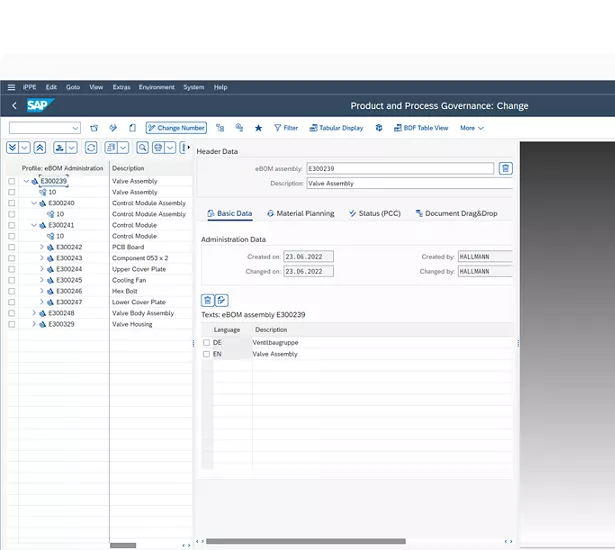 iPPE Edit Goto View Extras Environment System Help
SAP Product and Process Governance: Change
Change Number Filter Tabular Display BDF Table View More
Profile: eBOM Administration Description
E300239 Valve Assembly
10 Valve Assembly
E300240 Control Module Assembly
10 Control Module Assembly
E300241 Control Module
10 Control Module
E300242 PCB Board
E300243 Component 053 x 2
E300244 Upper Cover Plate
E300245 Cooling Fan
E300246 Hex Bolt
E300247 Lower Cover Plate
E300248 Valve Body Assembly
E300329 Valve Housing
Header Data
eBOM assembly: E300239
Description: Valve Assembly
Basic Data Material Planning Status (PCC) Document Drag&Drop
Administration Data
Created on: 23.06.2022 Created by: HALLMANN
Changed on: 23.06.2022 Changed by: HALLMANN
Texts: eBOM assembly E300239
Language Description
DE Ventilbaugruppe
EN Valve Assembly